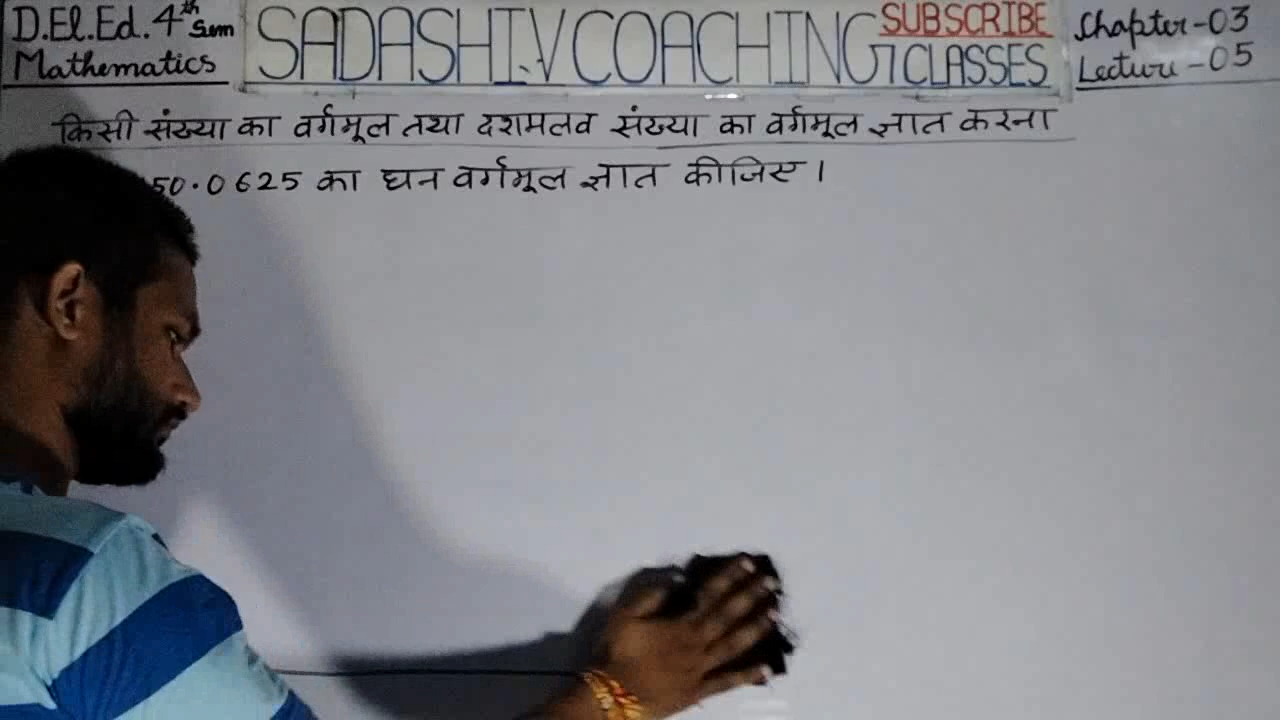 D.El.Ed. 4th Sem
Mathematics
SADASHIV COACHING CLASSES
SUBSCRIBE
Chapter-03
Lecture-05
किसी संख्या का वर्गमूल तथा दशमलव संख्या का वर्गमूल ज्ञात करना
50.0625 का घन वर्गमूल ज्ञात कीजिए।